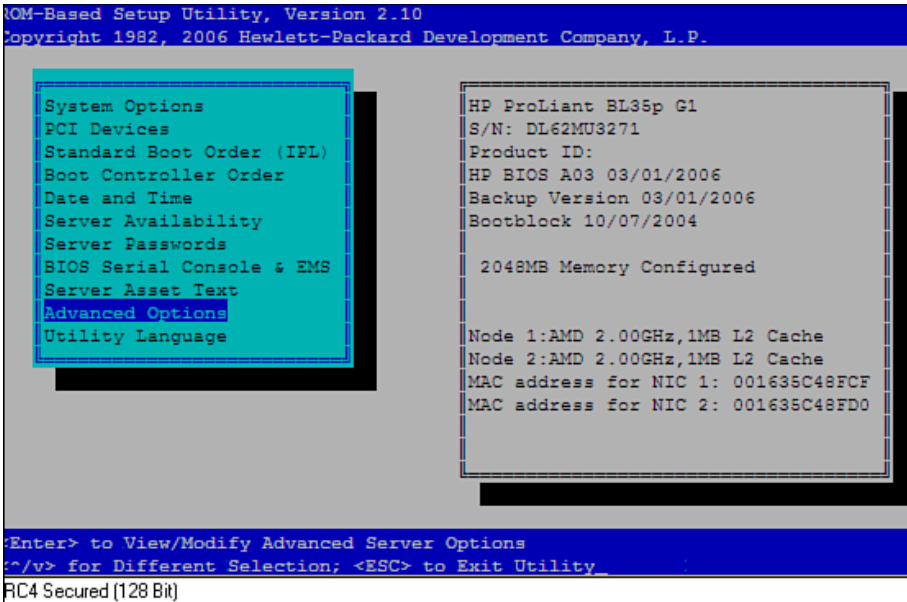 ROM-Based Setup Utility, Version 2.10
Copyright 1982, 2006 Hewlett-Packard Development Company, L.P.
System Options
PCI Devices
Standard Boot Order (IPL)
Boot Controller Order
Date and Time
Server Availability
Server Passwords
BIOS Serial Console & EMS
Server Asset Text
Advanced Options
Utility Language
HP ProLiant BL35p G1
S/N: DL62MU3271
Product ID:
HP BIOS A03 03/01/2006
Backup Version 03/01/2006
Bootblock 10/07/2004
2048MB Memory Configured
Node 1:AMD 2.00GHz,1MB L2 Cache
Node 2:AMD 2.00GHz,1MB L2 Cache
MAC address for NIC 1: 001635C48FCF
MAC address for NIC 2: 001635C48FD0
<Enter> to View/Modify Advanced Server Options
<^/v> for Different Selection; <ESC> to Exit Utility_
RC4 Secured (128 Bit)